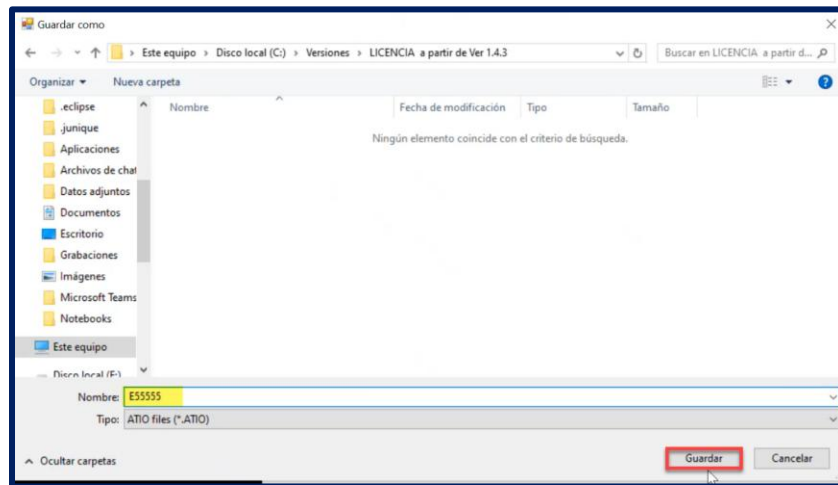 Guardar como
Este equipo > Disco local (C:) > Versiones > LICENCIA a partir de Ver 1.4.3
Buscar en LICENCIA a partir d...
Organizar
Nueva carpeta
Nombre
Fecha de modificación
Tipo
Tamaño
Ningún elemento coincide con el criterio de búsqueda.
.eclipse
.junique
Aplicaciones
Archivos de chat
Datos adjuntos
Documentos
Escritorio
Grabaciones
Imágenes
Microsoft Teams
Notebooks
Este equipo
Disco local (E:)
Nombre: E55555
Tipo: ATIO files (*.ATIO)
Ocultar carpetas
Guardar
Cancelar